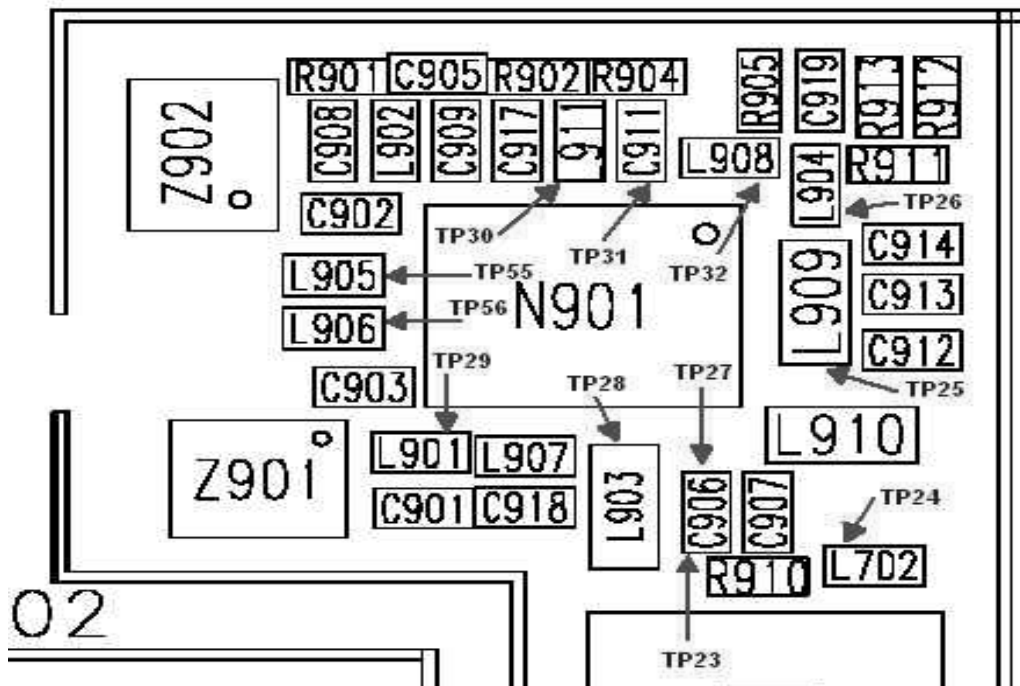 R901 C905 R902 R904
R905 C919 R913 R912
Z902
C908 L902 C909 C917 L911 C911
L908
L904
R911
C902
TP26
TP30
TP31
TP32
C914
L905
TP55
N901
L909
C913
L906
TP56
C912
TP29
TP28
TP27
C903
TP25
L910
Z901
L901 L907
L903
C906 C907
TP24
C901 C918
L702
R910
02
TP23